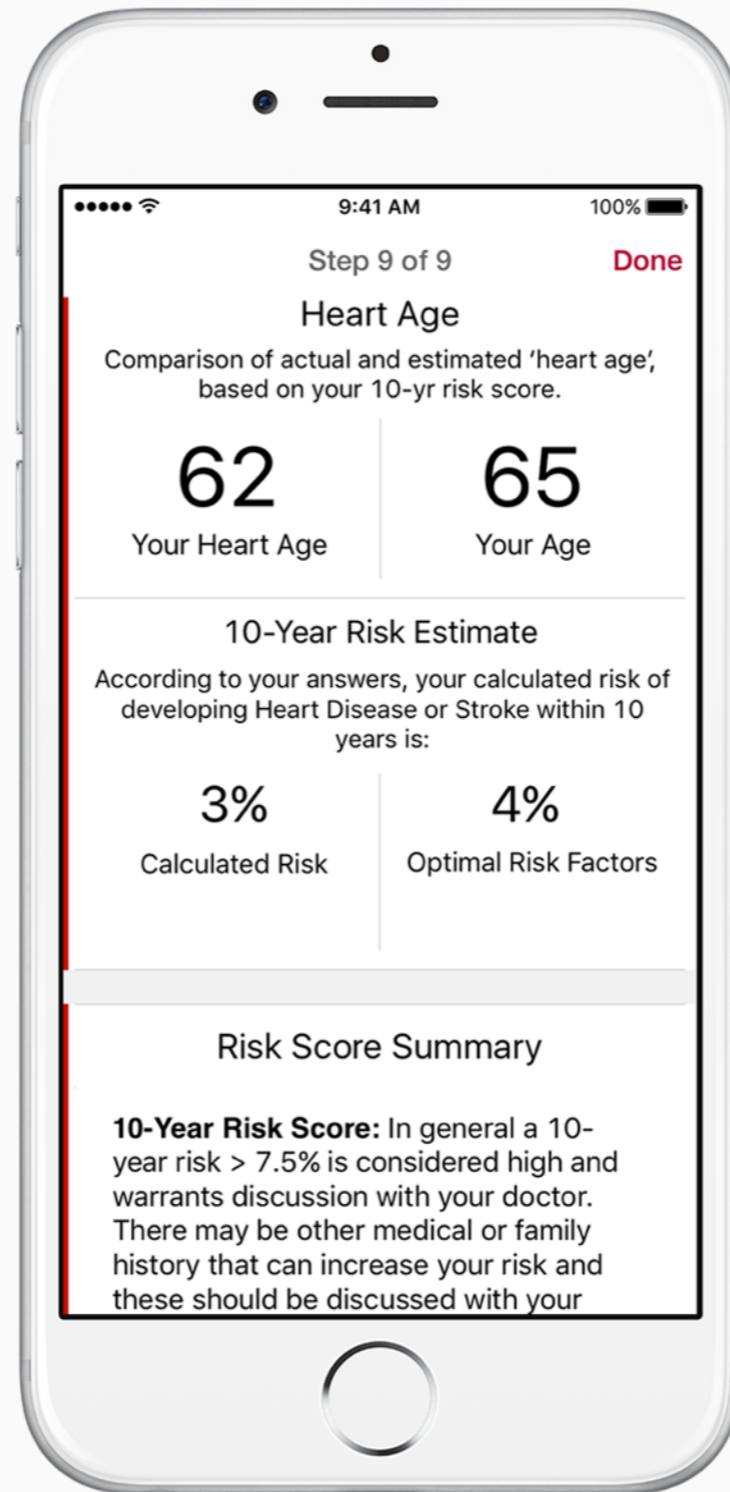 9:41 AM
100%
Step 9 of 9
Done
Heart Age
Comparison of actual and estimated ‘heart age’,
based on your 10-yr risk score.
62
65
Your Heart Age
Your Age
10-Year Risk Estimate
According to your answers, your calculated risk of
developing Heart Disease or Stroke within 10
years is:
3%
4%
Calculated Risk
Optimal Risk Factors
Risk Score Summary
10-Year Risk Score: In general a 10-
year risk > 7.5% is considered high and
warrants discussion with your doctor.
There may be other medical or family
history that can increase your risk and
these should be discussed with your